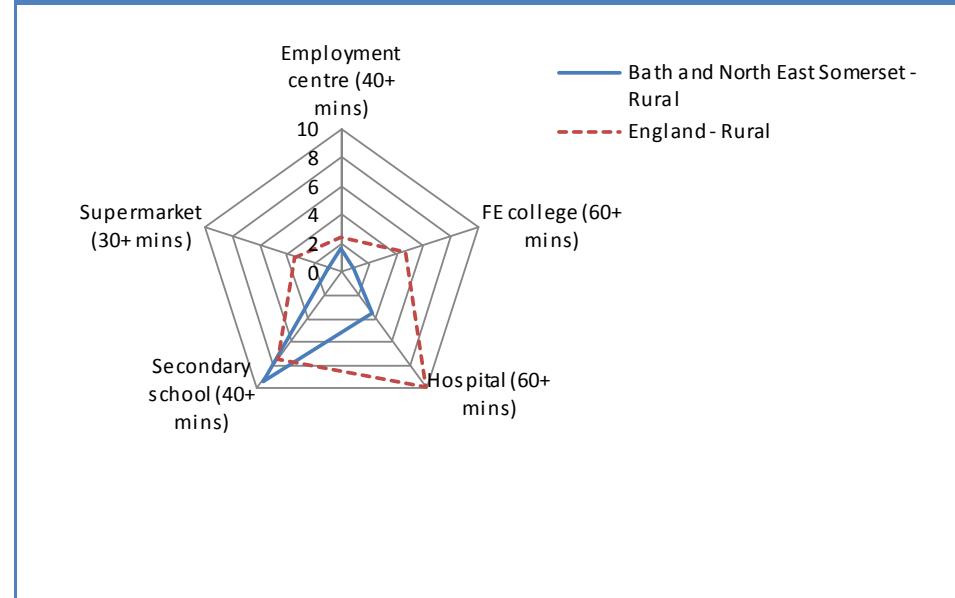 Employment
centre (40+
mins)
Bath and North East Somerset -
Rural
England - Rural
10
8
6
4
2
0
Supermarket
(30+ mins)
FE college (60+
mins)
Secondary
school (40+
mins)
Hospital (60+
mins)